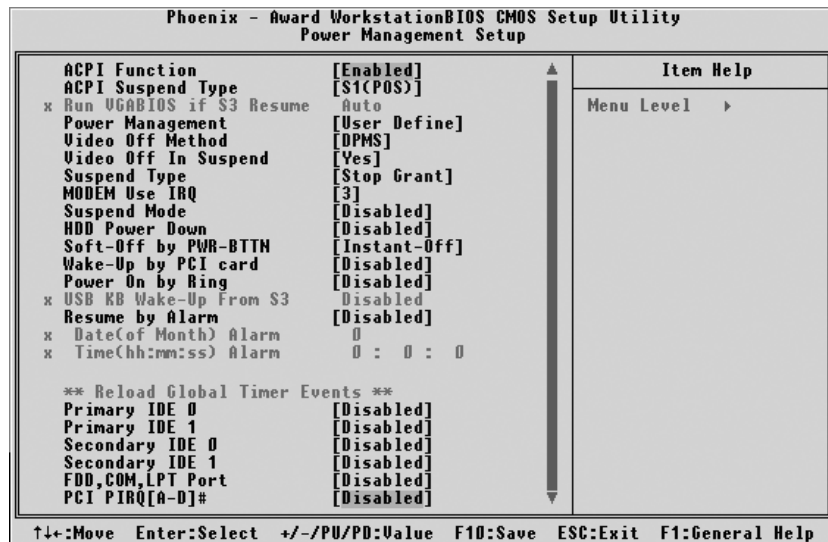 Phoenix - Award WorkstationBIOS CMOS Setup Utility
Power Management Setup
Item Help
Menu Level ▸
ACPI Function [Enabled]
ACPI Suspend Type [S1(POS)]
x Run VGABIOS if S3 Resume Auto
Power Management [User Define]
Video Off Method [DPMS]
Video Off In Suspend [Yes]
Suspend Type [Stop Grant]
MODEM Use IRQ [3]
Suspend Mode [Disabled]
HDD Power Down [Disabled]
Soft-Off by PWR-BTTN [Instant-Off]
Wake-Up by PCI card [Disabled]
Power On by Ring [Disabled]
x USB KB Wake-Up From S3 Disabled
Resume by Alarm [Disabled]
x Date(of Month) Alarm 0
x Time(hh:mm:ss) Alarm 0 : 0 : 0
** Reload Global Timer Events **
Primary IDE 0 [Disabled]
Primary IDE 1 [Disabled]
Secondary IDE 0 [Disabled]
Secondary IDE 1 [Disabled]
FDD,COM,LPT Port [Disabled]
PCI PIRQ[A-D]# [Disabled]
↑↓←:Move Enter:Select +/-/PU/PD:Value F10:Save ESC:Exit F1:General Help